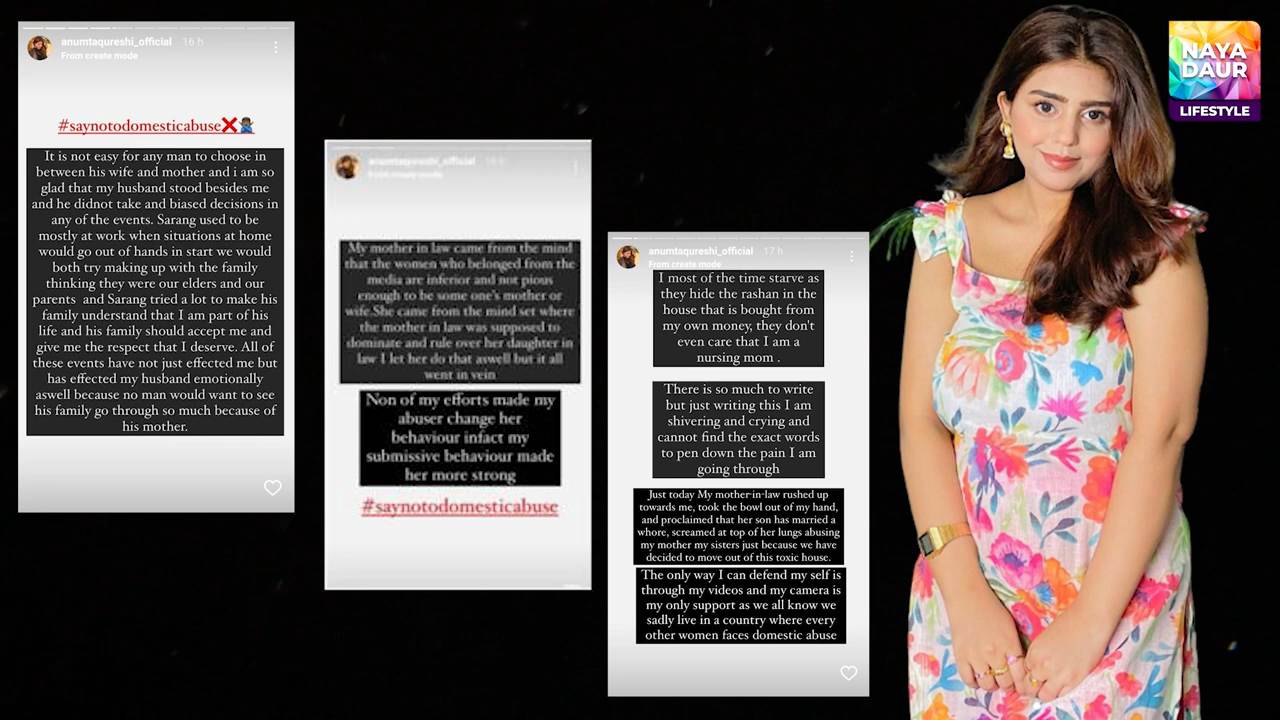 anumtaqureshi_official 16 h
From create mode
#saynotodomesticabuse❌🤷🏾‍♂️
It is not easy for any man to choose in
between his wife and mother and i am so
glad that my husband stood besides me
and he didnot take and biased decisions in
any of the events. Sarang used to be
mostly at work when situations at home
would go out of hands in start we would
both try making up with the family
thinking they were our elders and our
parents and Sarang tried a lot to make his
family understand that I am part of his
life and his family should accept me and
give me the respect that I deserve. All of
these events have not just effected me but
has effected my husband emotionally
aswell because no man would want to see
his family go through so much because of
his mother.
anumtaqureshi_official
From create mode
My mother in law came from the mind
that the women who belonged from the
media are inferior and not pious
enough to be some one's mother or
wife.She came from the mind set where
the mother in law was supposed to
dominate and rule over her daughter in
law I let her do that aswell but it all
went in vein
Non of my efforts made my
abuser change her
behaviour infact my
submissive behaviour made
her more strong
#saynotodomesticabuse
anumtaqureshi_official 17 h
From create mode
I most of the time starve as
they hide the rashan in the
house that is bought from
my own money, they don't
even care that I am a
nursing mom .
There is so much to write
but just writing this I am
shivering and crying and
cannot find the exact words
to pen down the pain I am
going through
Just today My mother-in-law rushed up
towards me, took the bowl out of my hand,
and proclaimed that her son has married a
whore, screamed at top of her lungs abusing
my mother my sisters just because we have
decided to move out of this toxic house.
The only way I can defend my self is
through my videos and my camera is
my only support as we all know we
sadly live in a country where every
other women faces domestic abuse
NAYA
DAUR
LIFESTYLE